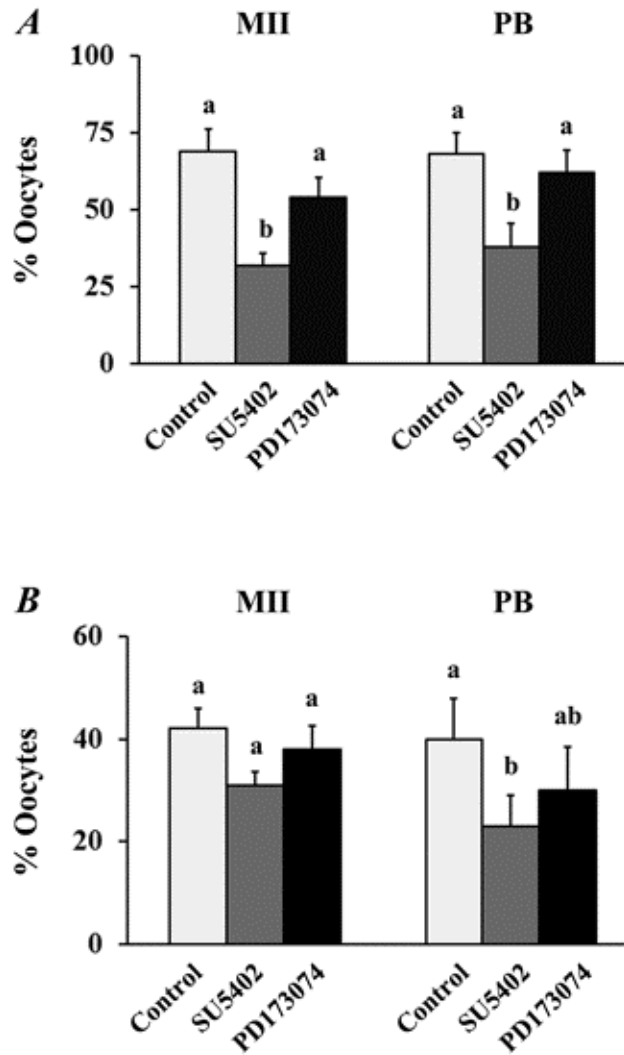 A MII PB
100
75
50
25
0
% Oocytes
a b a a b a
Control SU5402 PD173074 Control SU5402 PD173074
B MII PB
60
40
20
0
% Oocytes
a a a a b ab
Control SU5402 PD173074 Control SU5402 PD173074